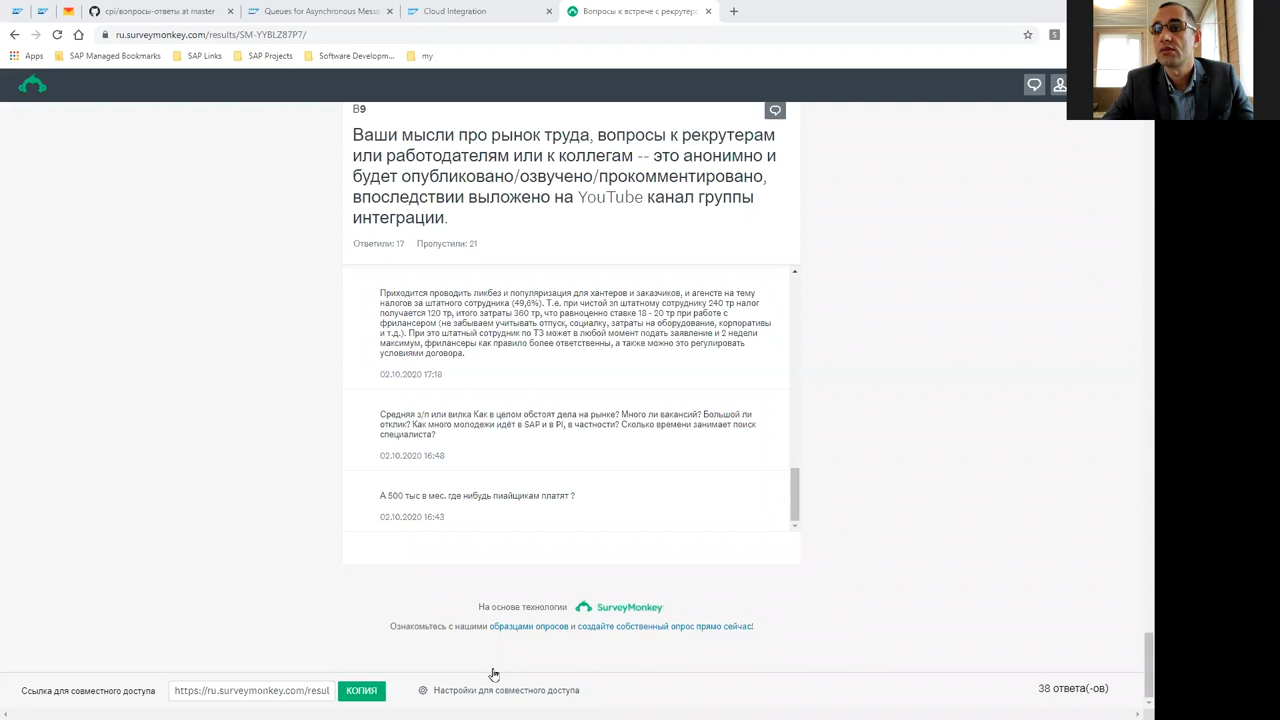 cpi/вопросы-ответы at master
Queues for Asynchronous Messa
Cloud Integration
Вопросы к встрече с рекрутеро
ru.surveymonkey.com/results/SM-YYBLZ87P7/
Apps
SAP Managed Bookmarks
SAP Links
SAP Projects
Software Developm...
my
В9
Ваши мысли про рынок труда, вопросы к рекрутерам
или работодателям или к коллегам -- это анонимно и
будет опубликовано/озвучено/прокомментировано,
впоследствии выложено на YouTube канал группы
интеграции.
Ответили: 17 Пропустили: 21
Приходится проводить ликбез и популяризация для хантеров и заказчиков, и агенств на тему
налогов за штатного сотрудника (49,6%). Т.е. при чистой зп штатному сотруднику 240 тр налог
получается 120 тр, итого затраты 360 тр, что равноценно ставке 18 - 20 тр при работе с
фрилансером (не забываем учитывать отпуск, социалку, затраты на оборудование, корпоративы
и т.д.). При это штатный сотрудник по ТЗ может в любой момент подать заявление и 2 недели
максимум, фрилансеры как правило более ответственны, а также можно это регулировать
условиями договора.
02.10.2020 17:18
Средняя з/п или вилка Как в целом обстоят дела на рынке? Много ли вакансий? Большой ли
отклик? Как много молодежи идёт в SAP и в PI, в частности? Сколько времени занимает поиск
специалиста?
02.10.2020 16:48
А 500 тыс в мес. где нибудь пиайщикам платят ?
02.10.2020 16:43
На основе технологии SurveyMonkey
Ознакомьтесь с нашими образцами опросов и создайте собственный опрос прямо сейчас!
Ссылка для совместного доступа
https://ru.surveymonkey.com/resul
КОПИЯ
Настройки для совместного доступа
38 ответа(-ов)